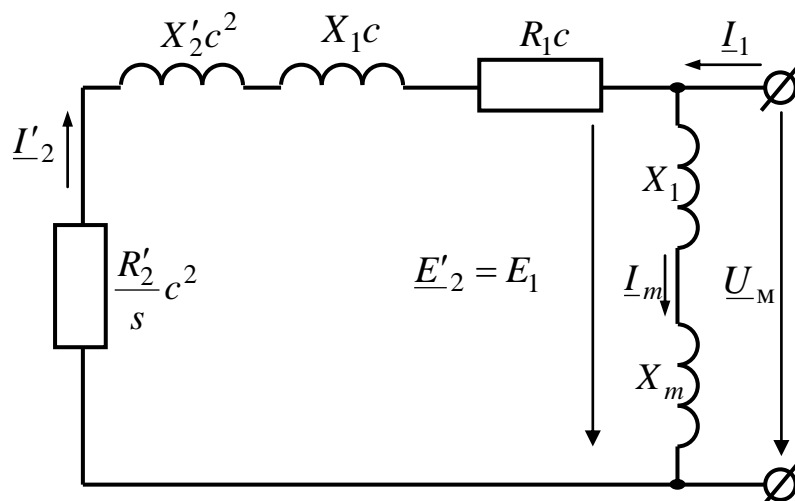 X′₂c²
X₁c
R₁c
I₁
I′₂
X₁
R′₂/s c²
E′₂ = E₁
I_m
U_м
X_m